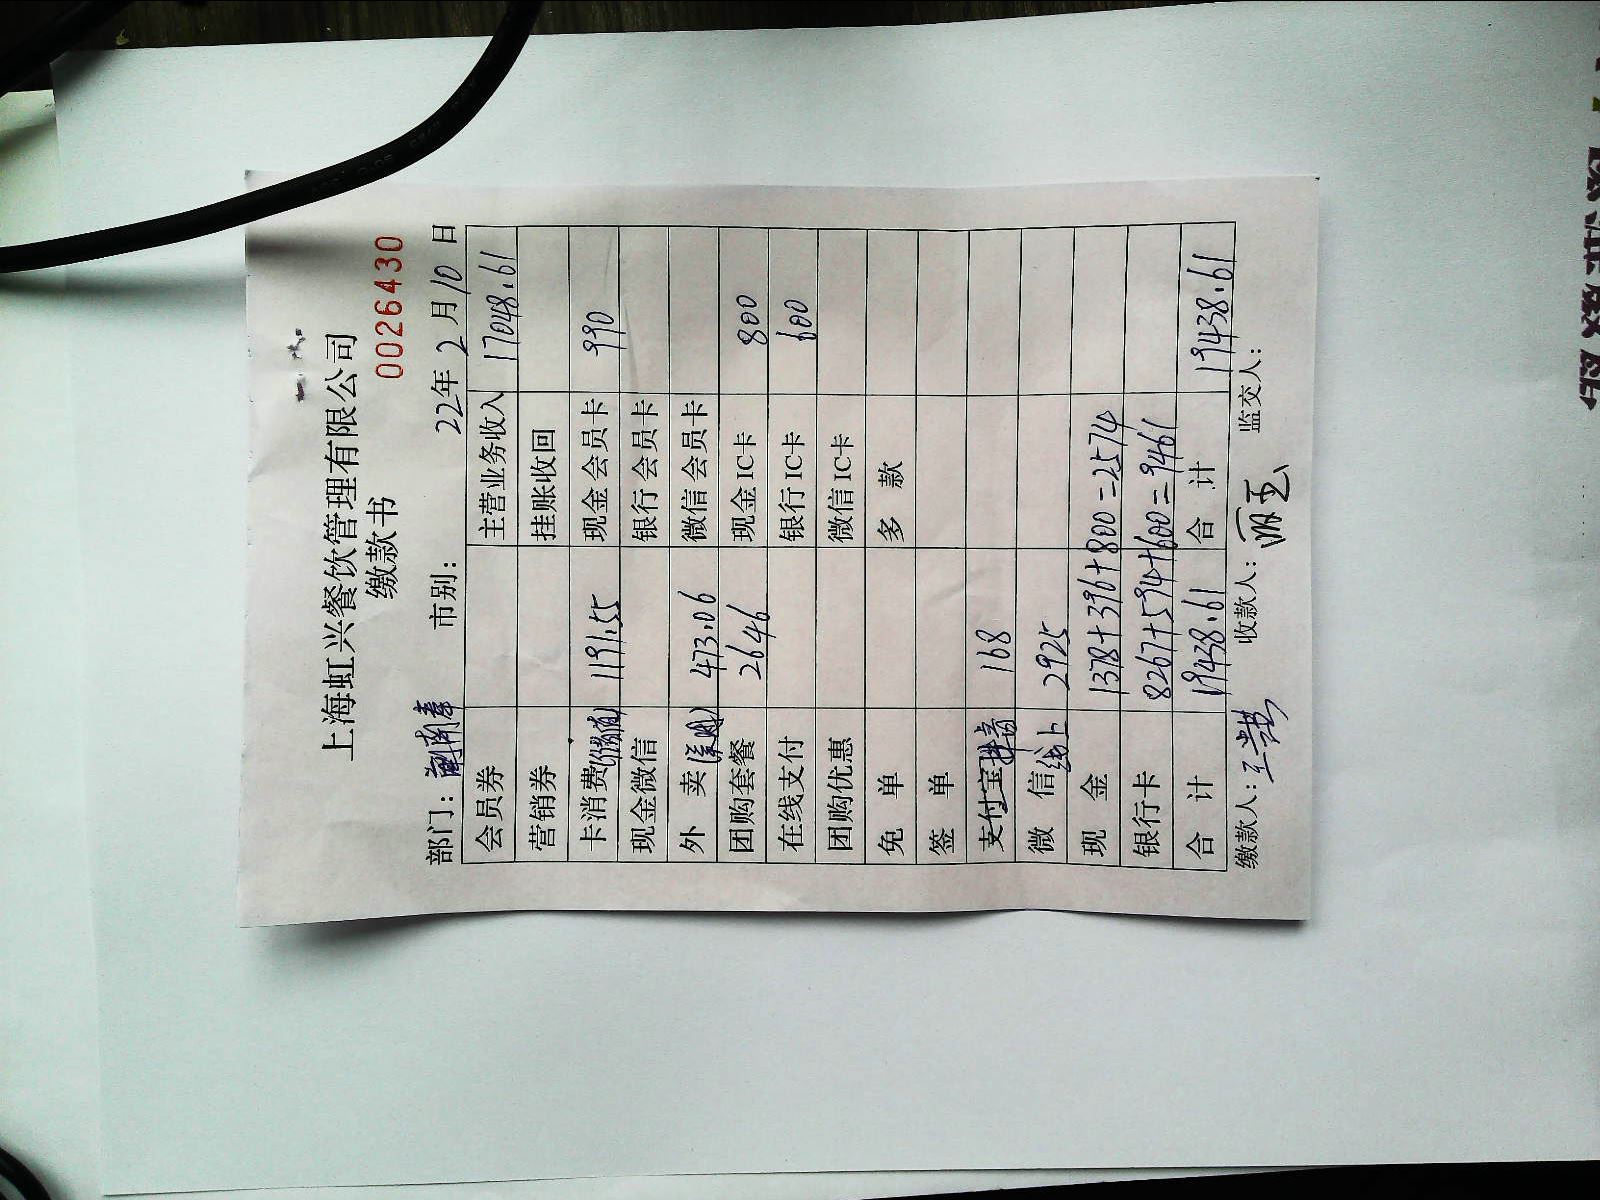 上海虹兴餐饮管理有限公司
缴款书 0026430
部门： 市别： 22年2月10日
会员券 主营业务收入 17048.61
营销券 挂账收回
卡消费 1191.55 现金会员卡 990
现金微信 银行会员卡
外 卖 473.06 微信会员卡
团购套餐 2646 现金IC卡 800
在线支付 银行IC卡 600
团购优惠 微信IC卡
免 单 多 款
签 单
支付宝 168
微 信 线上 2925
现 金 1378+396+800=2574
银行卡 8267+594+600=9461
合 计 19438.61 合 计 19438.61
缴款人： 收款人： 监交人：